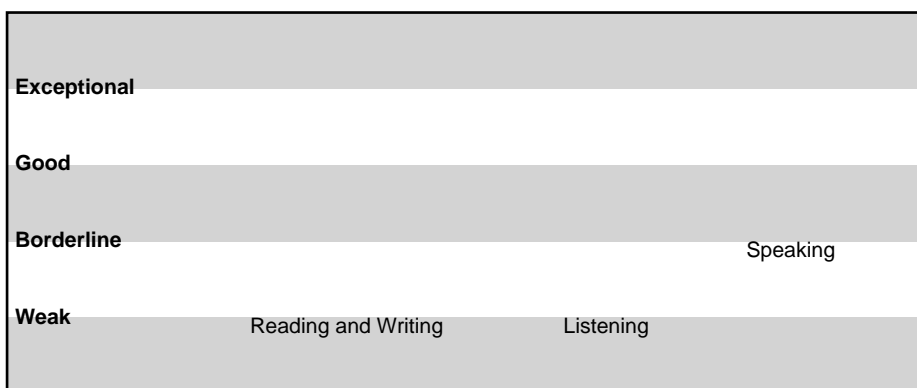 Exceptional
Good
Borderline
Speaking
Weak
Reading and Writing Listening